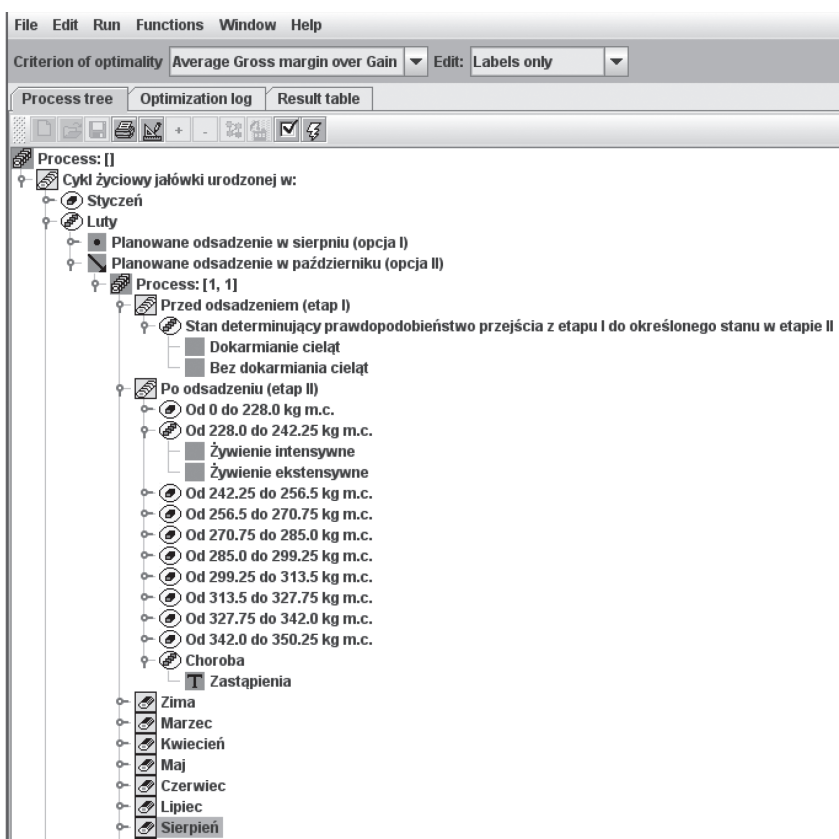 File Edit Run Functions Window Help
Criterion of optimality Average Gross margin over Gain Edit: Labels only
Process tree Optimization log Result table
+ -
Process: []
Cykl życiowy jałówki urodzonej w:
Styczeń
Luty
Planowane odsadzenie w sierpniu (opcja I)
Planowane odsadzenie w październiku (opcja II)
Process: [1, 1]
Przed odsadzeniem (etap I)
Stan determinujący prawdopodobieństwo przejścia z etapu I do określonego stanu w etapie II
Dokarmianie cieląt
Bez dokarmiania cieląt
Po odsadzeniu (etap II)
Od 0 do 228.0 kg m.c.
Od 228.0 do 242.25 kg m.c.
Żywienie intensywne
Żywienie ekstensywne
Od 242.25 do 256.5 kg m.c.
Od 256.5 do 270.75 kg m.c.
Od 270.75 do 285.0 kg m.c.
Od 285.0 do 299.25 kg m.c.
Od 299.25 do 313.5 kg m.c.
Od 313.5 do 327.75 kg m.c.
Od 327.75 do 342.0 kg m.c.
Od 342.0 do 350.25 kg m.c.
Choroba
T Zastąpienia
Zima
Marzec
Kwiecień
Maj
Czerwiec
Lipiec
Sierpień